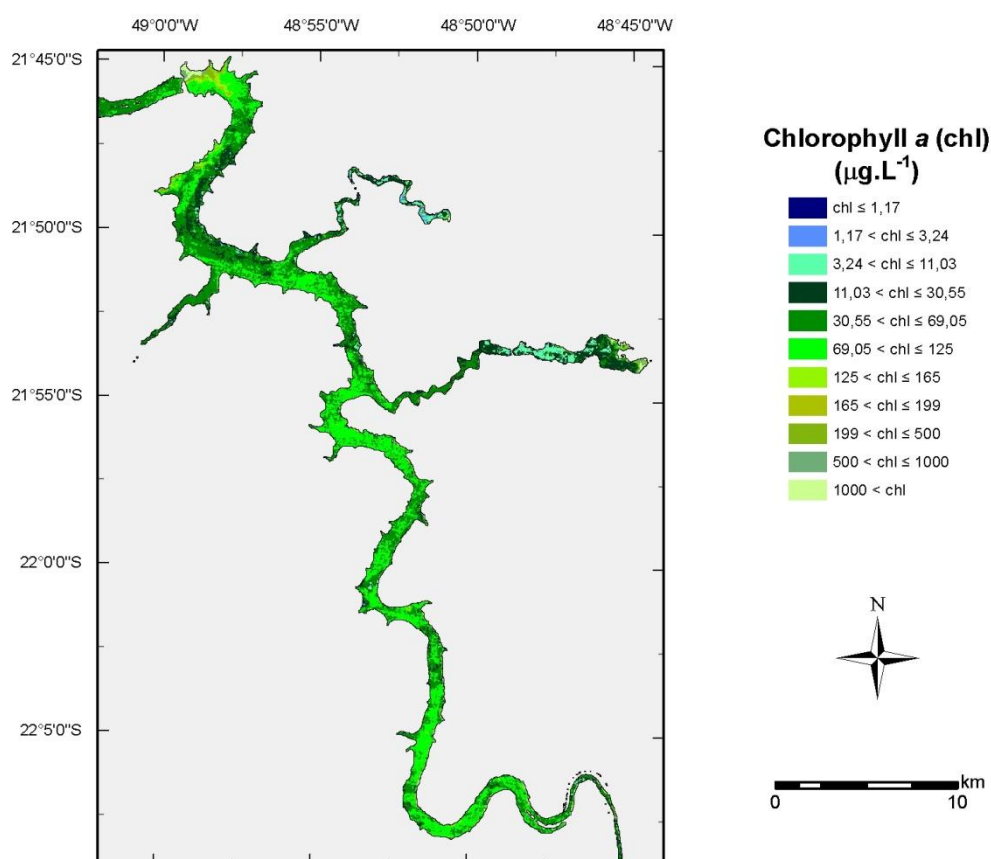 49°0'0"W 48°55'0"W 48°50'0"W 48°45'0"W
21°45'0"S
21°50'0"S
21°55'0"S
22°0'0"S
22°5'0"S
Chlorophyll a (chl)
(µg.L⁻¹)
chl ≤ 1,17
1,17 < chl ≤ 3,24
3,24 < chl ≤ 11,03
11,03 < chl ≤ 30,55
30,55 < chl ≤ 69,05
69,05 < chl ≤ 125
125 < chl ≤ 165
165 < chl ≤ 199
199 < chl ≤ 500
500 < chl ≤ 1000
1000 < chl
N
km
0 10